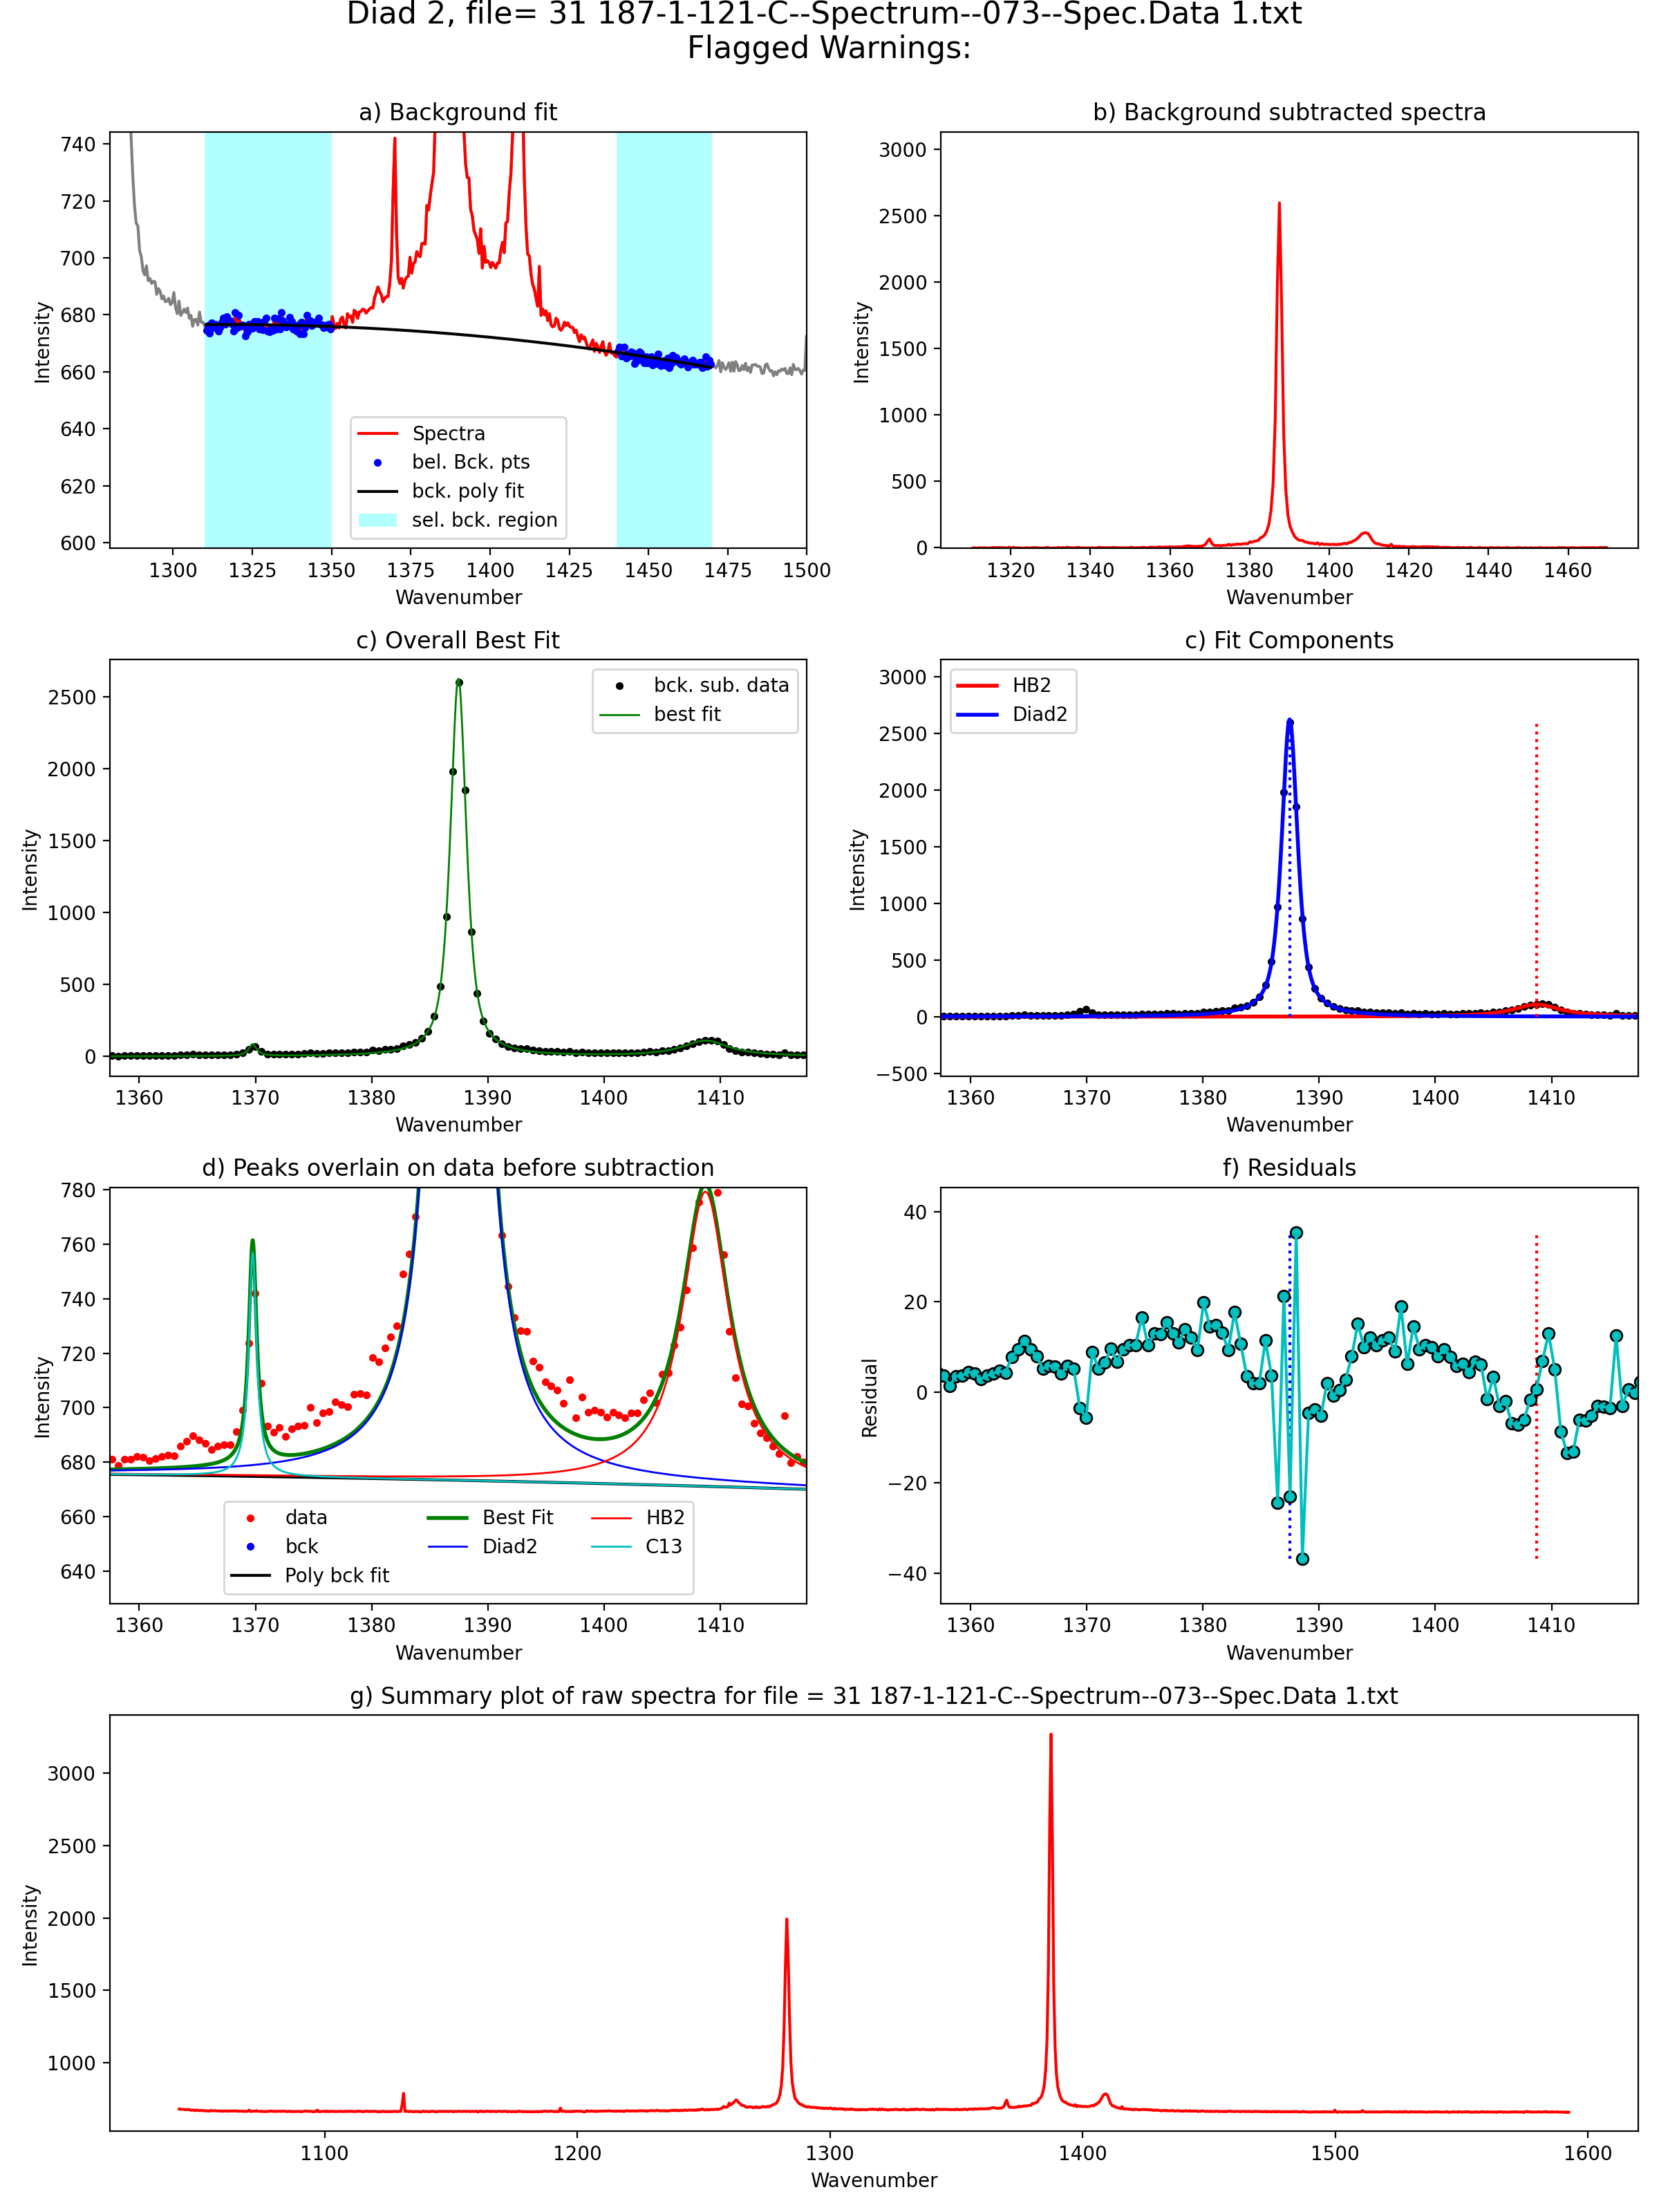 Diad 2, file= 31 187-1-121-C--Spectrum--073--Spec.Data 1.txt
Flagged Warnings:
a) Background fit
740
720
700
680
660
640
620
600
Intensity
Spectra
bel. Bck. pts
bck. poly fit
sel. bck. region
1300 1325 1350 1375 1400 1425 1450 1475 1500
Wavenumber
b) Background subtracted spectra
3000
2500
2000
1500
1000
500
0
Intensity
1320 1340 1360 1380 1400 1420 1440 1460
Wavenumber
c) Overall Best Fit
2500
2000
1500
1000
500
0
Intensity
bck. sub. data
best fit
1360 1370 1380 1390 1400 1410
Wavenumber
c) Fit Components
3000
2500
2000
1500
1000
500
0
−500
Intensity
HB2
Diad2
1360 1370 1380 1390 1400 1410
Wavenumber
d) Peaks overlain on data before subtraction
780
760
740
720
700
680
660
640
Intensity
data
bck
Poly bck fit
Best Fit
Diad2
HB2
C13
1360 1370 1380 1390 1400 1410
Wavenumber
f) Residuals
40
20
0
−20
−40
Residual
1360 1370 1380 1390 1400 1410
Wavenumber
g) Summary plot of raw spectra for file = 31 187-1-121-C--Spectrum--073--Spec.Data 1.txt
3000
2500
2000
1500
1000
Intensity
1100 1200 1300 1400 1500 1600
Wavenumber